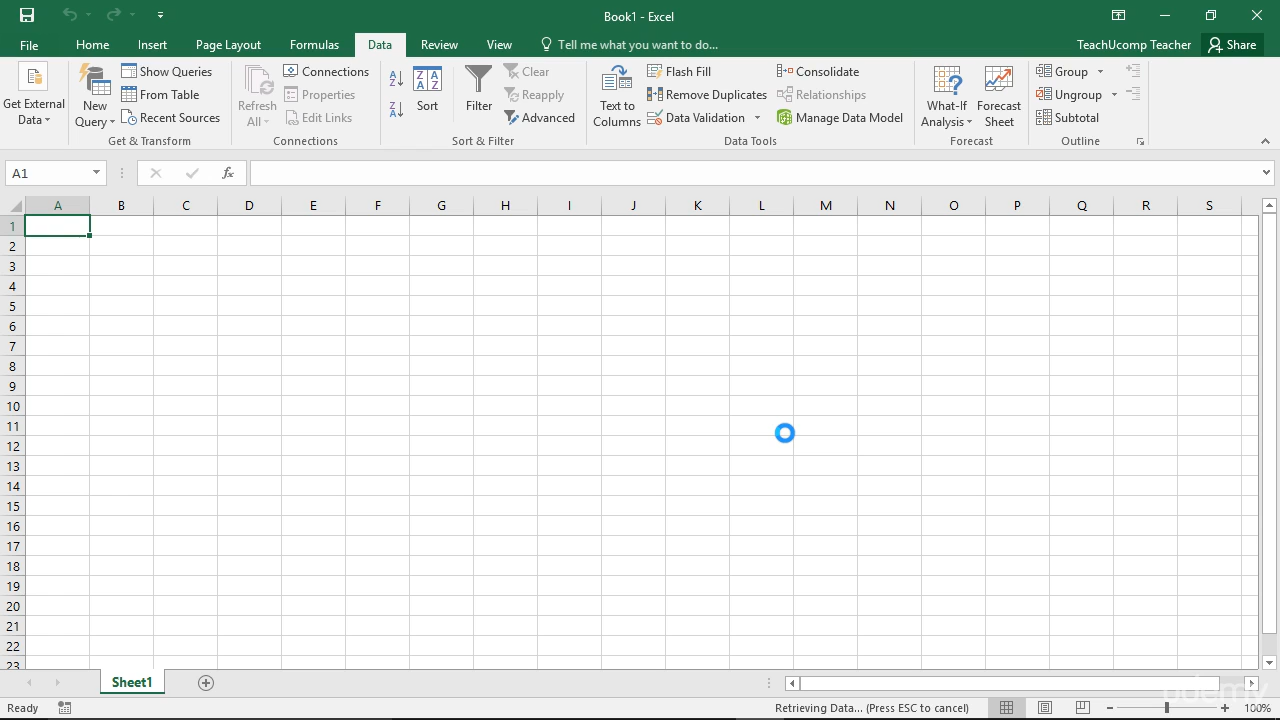 Book1 - Excel
File Home Insert Page Layout Formulas Data Review View Tell me what you want to do... TeachUcomp Teacher Share
Get External Data
New Query
Show Queries
From Table
Recent Sources
Get & Transform
Refresh All
Connections
Properties
Edit Links
Connections
Sort
Filter
Clear
Reapply
Advanced
Sort & Filter
Text to Columns
Flash Fill
Remove Duplicates
Data Validation
Consolidate
Relationships
Manage Data Model
Data Tools
What-If Analysis
Forecast Sheet
Forecast
Group
Ungroup
Subtotal
Outline
A1 fx
A B C D E F G H I J K L M N O P Q R S
1
2
3
4
5
6
7
8
9
10
11
12
13
14
15
16
17
18
19
20
21
22
23
Sheet1
udemy
Ready Retrieving Data... (Press ESC to cancel) 100%